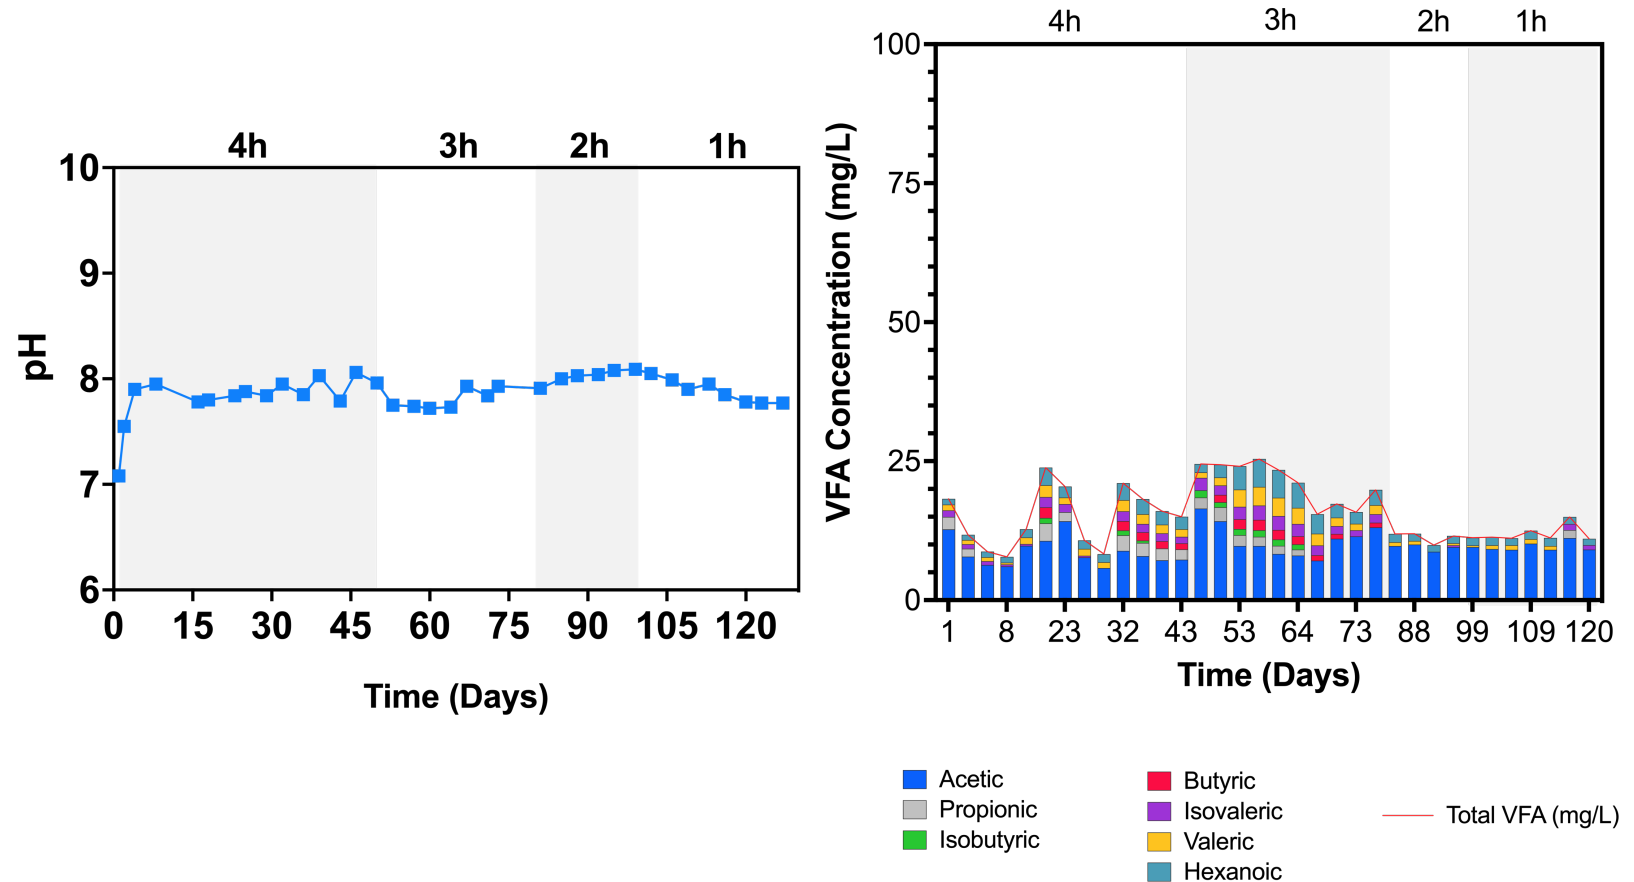 4h 3h 2h 1h
10
9
8
7
6
pH
0 15 30 45 60 75 90 105 120
Time (Days)
4h 3h 2h 1h
100
75
50
25
0
VFA Concentration (mg/L)
1 8 23 32 43 53 64 73 88 99 109 120
Time (Days)
Acetic
Propionic
Isobutyric
Butyric
Isovaleric
Valeric
Hexanoic
Total VFA (mg/L)